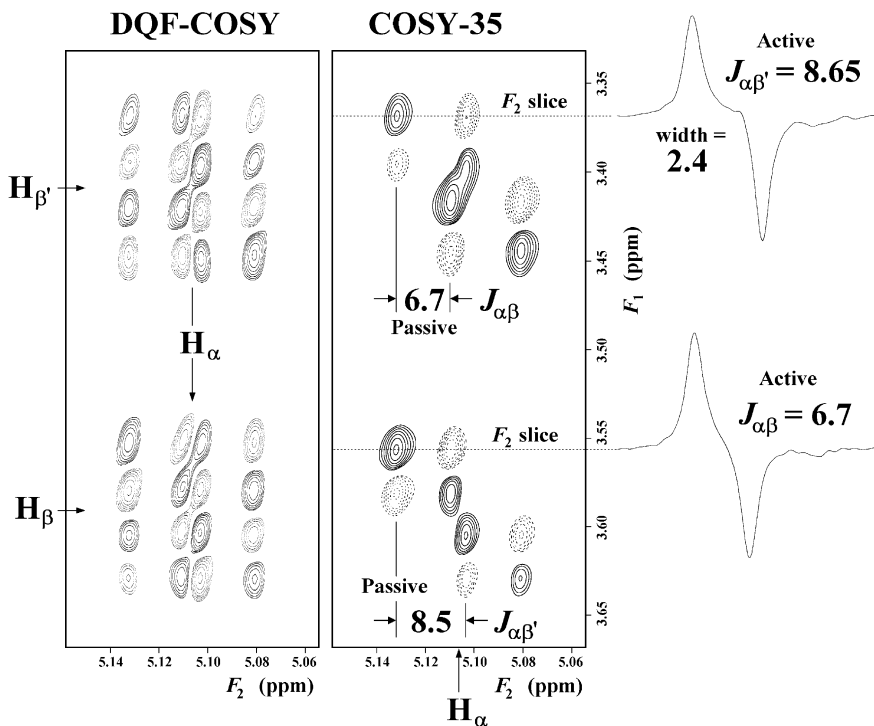 DQF-COSY
COSY-35
Active
Jαβ' = 8.65
width =
2.4
F2 slice
3.35
3.40
3.45
3.50
3.55
3.60
3.65
F1 (ppm)
Hβ'
6.7
Jαβ
Passive
Hα
Active
Jαβ = 6.7
F2 slice
Hβ
Passive
8.5
Jαβ'
5.14 5.12 5.10 5.08 5.06
F2 (ppm)
5.14 5.12 5.10 5.08 5.06
F2 (ppm)
Hα